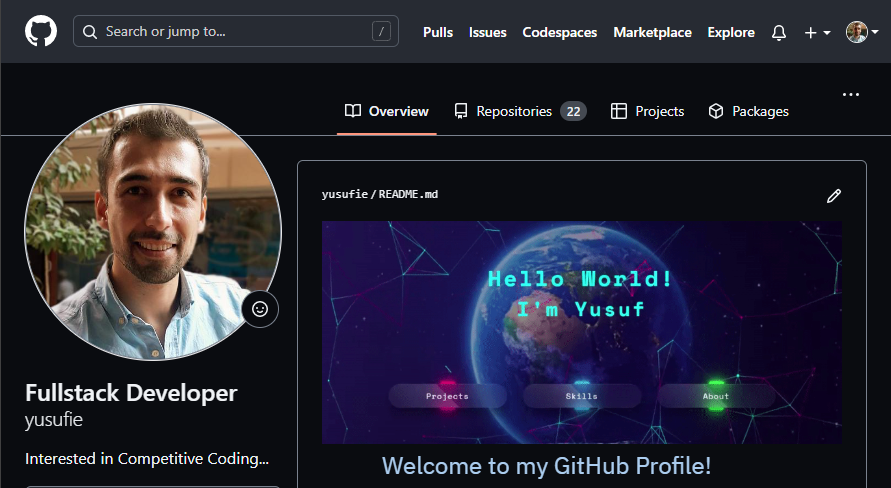 Search or jump to...
/
Pulls Issues Codespaces Marketplace Explore
Overview Repositories 22 Projects Packages
yusufie/README.md
Hello World!
I'm Yusuf
Projects Skills About
Welcome to my GitHub Profile!
Fullstack Developer
yusufie
Interested in Competitive Coding...